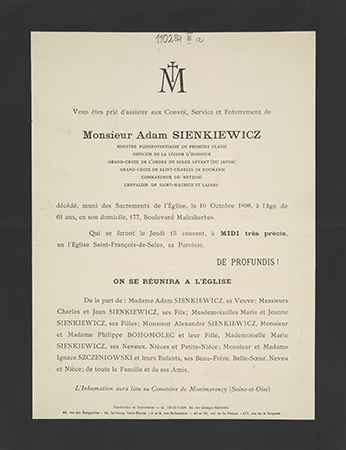 110284 III
M
Vous êtes prié d'assister aux Convoi, Service et Enterrement de
Monsieur Adam SIENKIEWICZ
MINISTRE PLÉNIPOTENTIAIRE DE PREMIÈRE CLASSE
OFFICIER DE LA LÉGION D'HONNEUR
GRAND-CROIX DE L'ORDRE DU SOLEIL LEVANT (DU JAPON)
GRAND-CROIX DE SAINT-CHARLES DE ROUMANIE
COMMANDEUR DU MEDJIDIÉ
CHEVALIER DE SAINT-MAURICE ET LAZARE
décédé, muni des Sacrements de l'Église, le 10 Octobre 1898, à l'âge de
61 ans, en son domicile, 177, Boulevard Malesherbes.
Qui se feront le Jeudi 13 courant, à MIDI très précis,
en l'Eglise Saint-François-de-Sales, sa Paroisse.
DE PROFUNDIS!
ON SE RÉUNIRA A L'ÉGLISE
De la part de : Madame Adam SIENKIEWICZ, sa Veuve; Messieurs
Charles et Jean SIENKIEWICZ, ses Fils; Mesdemoiselles Marie et Jeanne
SIENKIEWICZ, ses Filles; Monsieur Alexandre SIENKIEWICZ, Monsieur
et Madame Philippe BOHOMOLEC et leur Fille, Mademoiselle Marie
SIENKIEWICZ, ses Neveux, Nièces et Petite-Nièce; Monsieur et Madame
Ignace SZCZENIOWSKI et leurs Enfants, ses Beau-Frère, Belle-Sœur, Neveu
et Nièce; de toute la Famille et de ses Amis.
L'Inhumation aura lieu au Cimetière de Montmorency (Seine-et-Oise)